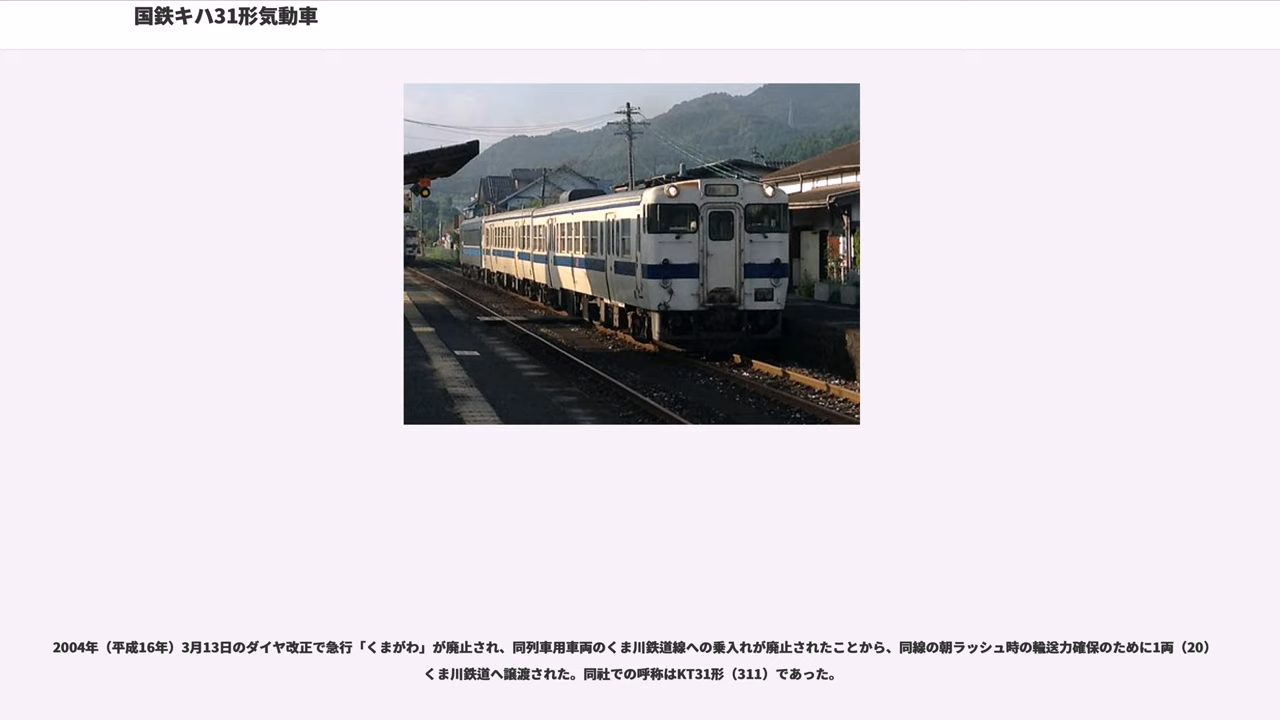 国鉄キハ31形気動車
2004年（平成16年）3月13日のダイヤ改正で急行「くまがわ」が廃止され、同列車用車両のくま川鉄道線への乗入れが廃止されたことから、同線の朝ラッシュ時の輸送力確保のために1両（20）
くま川鉄道へ譲渡された。同社での呼称はKT31形（311）であった。